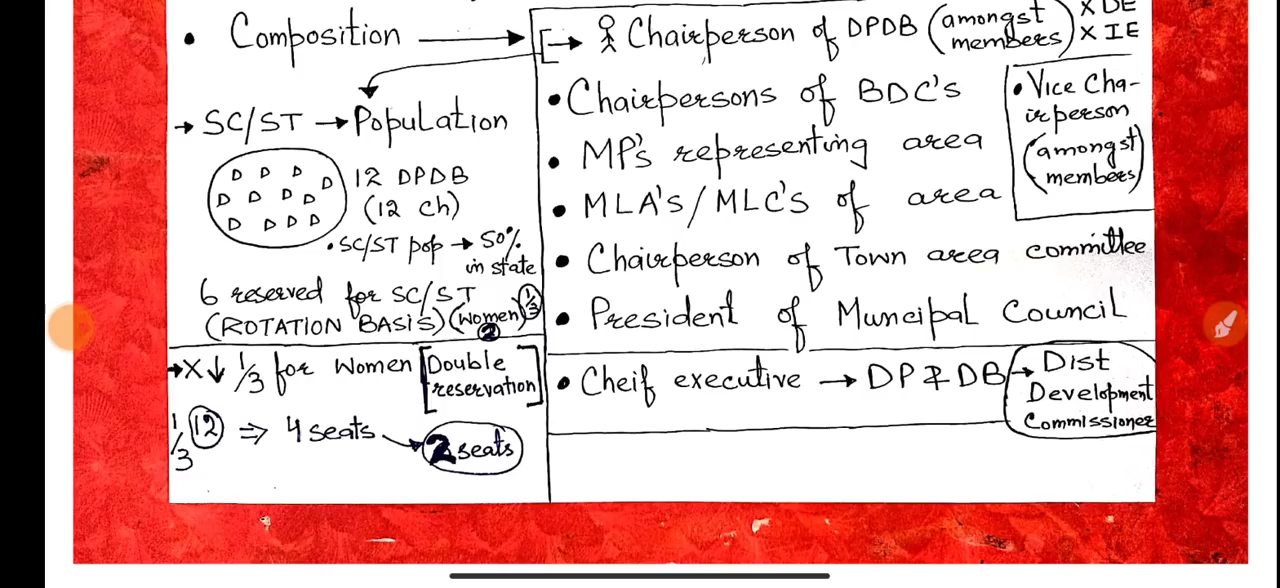 • Composition →
→ SC/ST → Population
D D D D D D D D D D D D D
12 DPDB
(12 ch)
• SC/ST pop → 50%
in state
6 reserved for SC/ST
(ROTATION BASIS) (Women) 1/3
2
→ X ↓ 1/3 for Women [Double
reservation]
1/3 12 ⇒ 4 seats → 2 seats
[→ Chairperson of DPDB (amongst
members) X DE
X IE
• Chairpersons of BDC's
• MP's representing area
• MLA's/MLC's of area
• Chairperson of Town area committee
• President of Muncipal Council
• Vice Cha-
irperson
(amongst
members)
• Cheif executive → DP&DB → Dist
Development
Commissioner